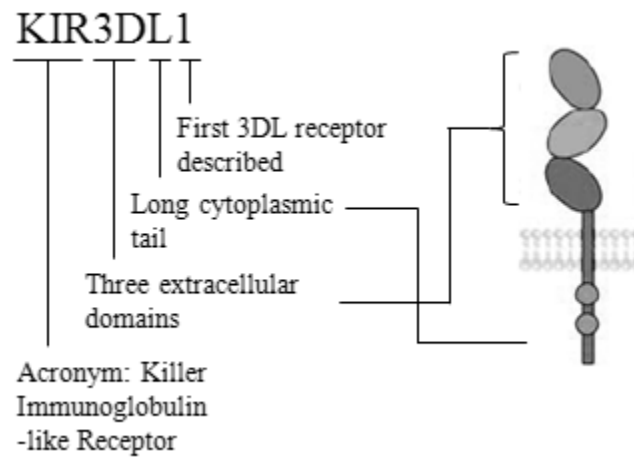 KIR3DL1
First 3DL receptor
described
Long cytoplasmic
tail
Three extracellular
domains
Acronym: Killer
Immunoglobulin
-like Receptor